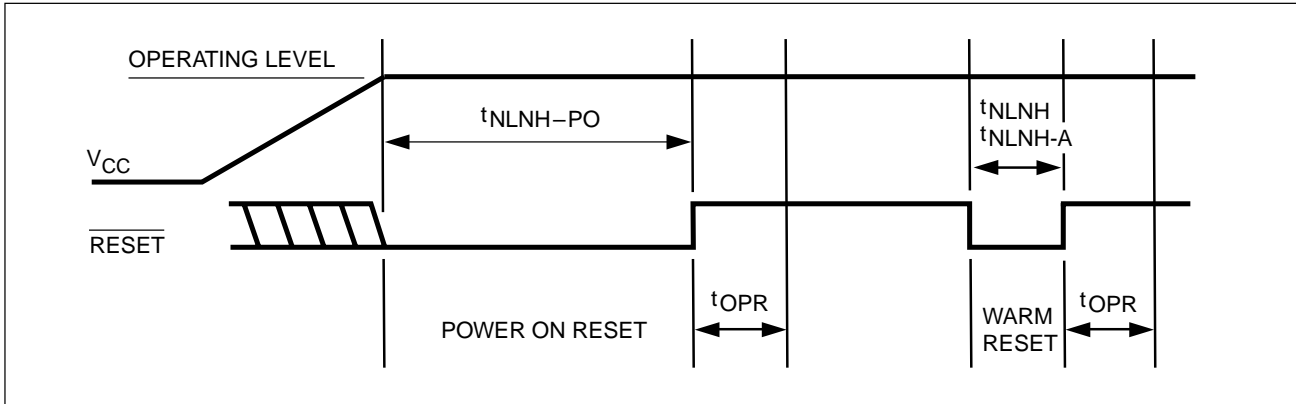 OPERATING LEVEL
tNLNH–PO
tNLNH
tNLNH-A
VCC
RESET
tOPR
POWER ON RESET
WARM
RESET
tOPR